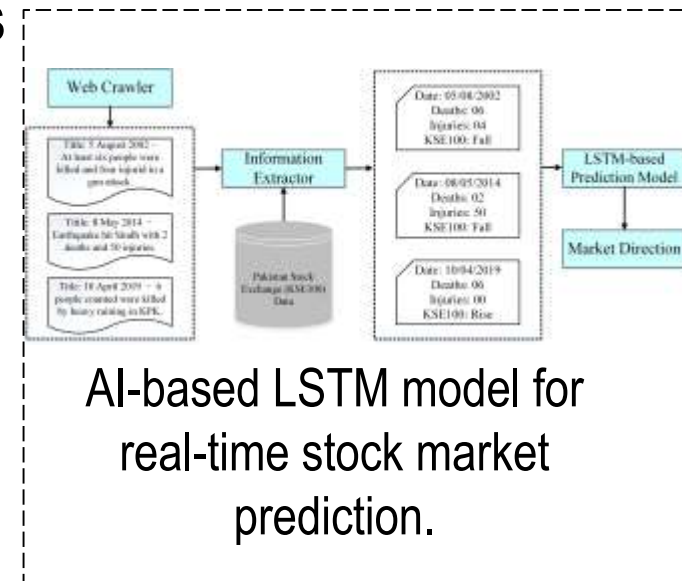 s
Web Crawler
Title: 5 August 2002 –
At least six people were
killed and four injured in a
gun attack.
Title: 8 May 2014 –
Earthquake hit Sindh with 2
deaths and 50 injuries.
Title: 10 April 2019 – 6
people counted were killed
by heavy raining in KPK.
Information
Extractor
Pakistan Stock
Exchange (KSE100)
Data
Date: 05/08/2002
Deaths: 06
Injuries: 04
KSE100: Fall
Date: 08/05/2014
Deaths: 02
Injuries: 50
KSE100: Fall
Date: 10/04/2019
Deaths: 06
Injuries: 00
KSE100: Rise
LSTM-based
Prediction Model
Market Direction
AI-based LSTM model for
real-time stock market
prediction.